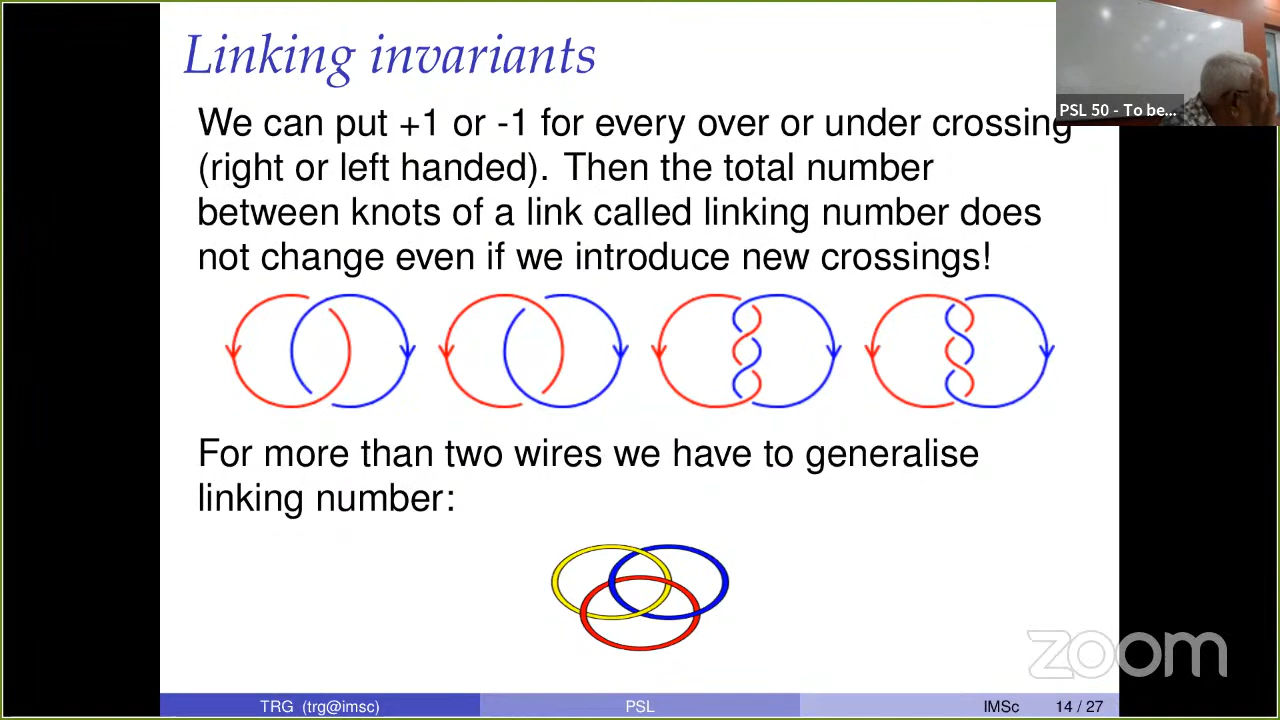 Linking invariants
PSL 50 - To be...
We can put +1 or -1 for every over or under crossing
(right or left handed). Then the total number
between knots of a link called linking number does
not change even if we introduce new crossings!
For more than two wires we have to generalise
linking number:
zoom
TRG (trg@imsc) PSL IMSc 14 / 27